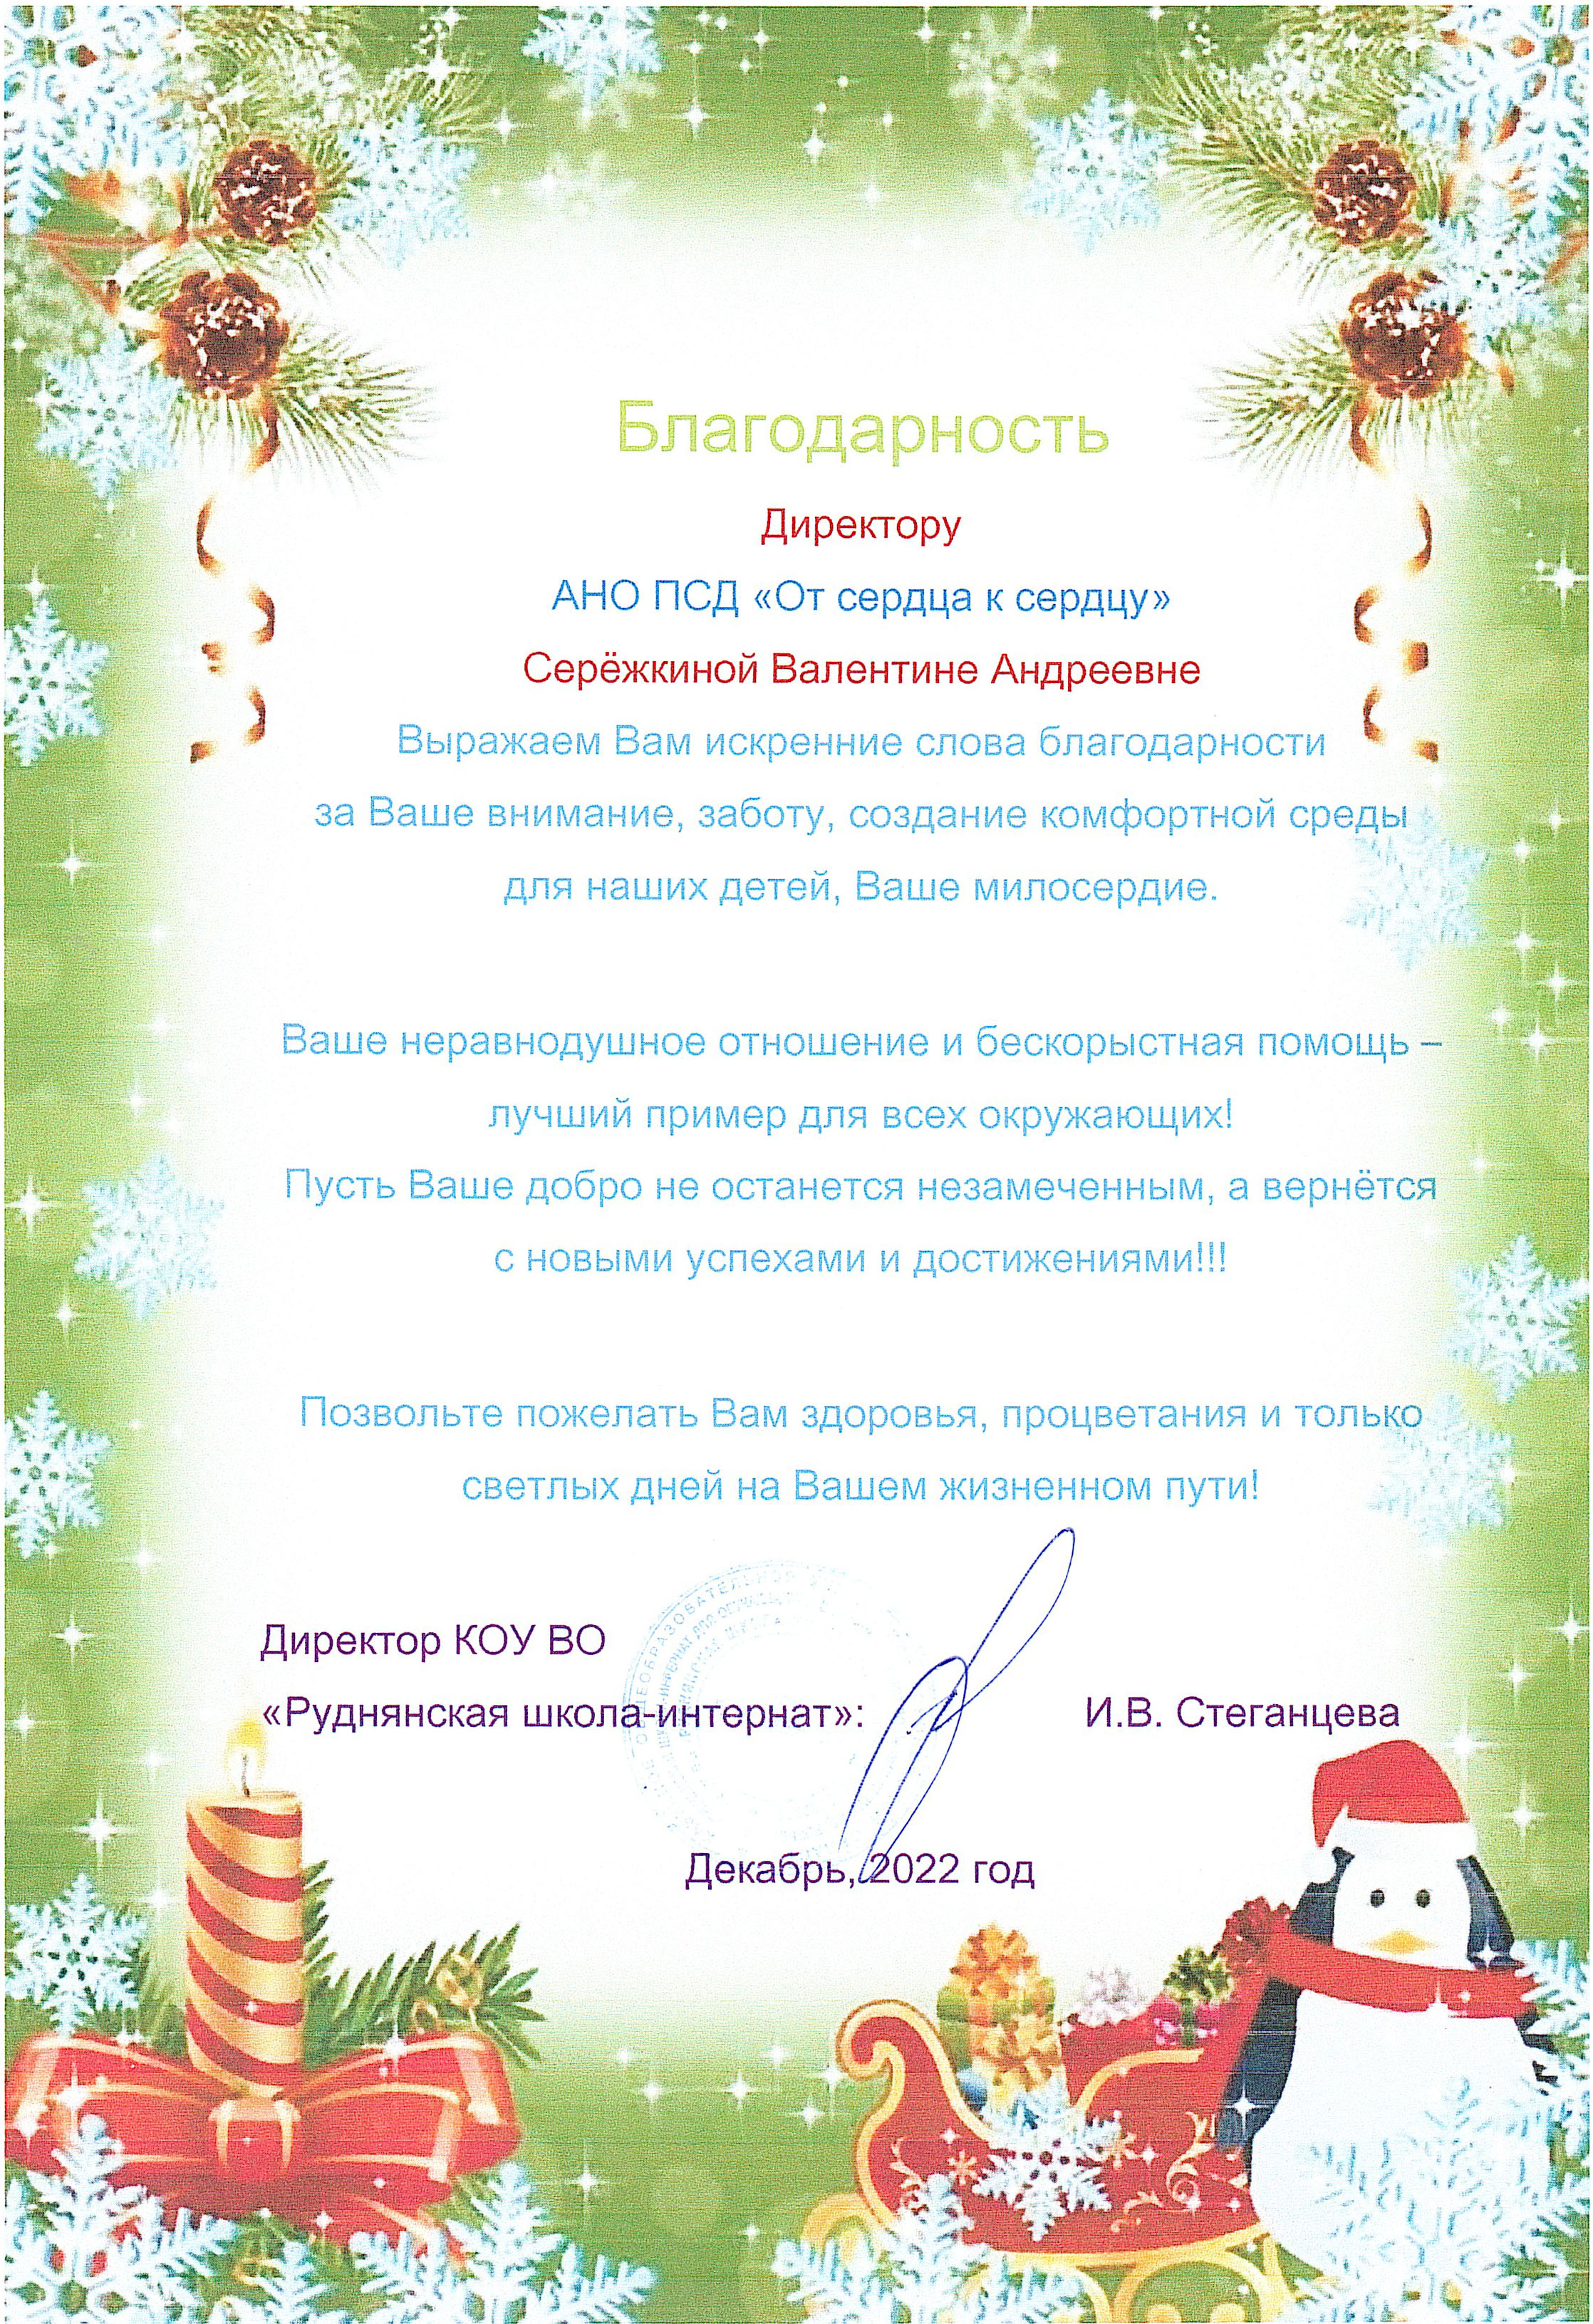 Благодарность
Директору
АНО ПСД «От сердца к сердцу»
Серёжкиной Валентине Андреевне
Выражаем Вам искренние слова благодарности
за Ваше внимание, заботу, создание комфортной среды
для наших детей, Ваше милосердие.
Ваше неравнодушное отношение и бескорыстная помощь –
лучший пример для всех окружающих!
Пусть Ваше добро не останется незамеченным, а вернётся
с новыми успехами и достижениями!!!
Позвольте пожелать Вам здоровья, процветания и только
светлых дней на Вашем жизненном пути!
Директор КОУ ВО
«Руднянская школа-интернат»: И.В. Стеганцева
Декабрь, 2022 год